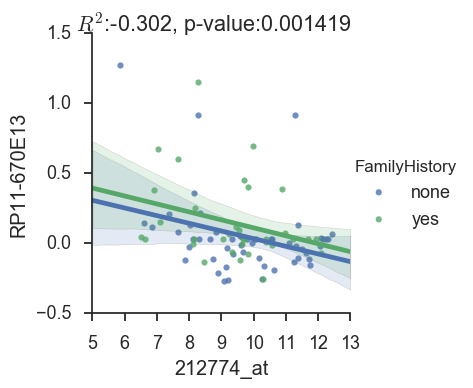 R²:-0.302, p-value:0.001419
1.5
1.0
0.5
0.0
−0.5
RP11-670E13
5 6 7 8 9 10 11 12 13
212774_at
FamilyHistory
none
yes